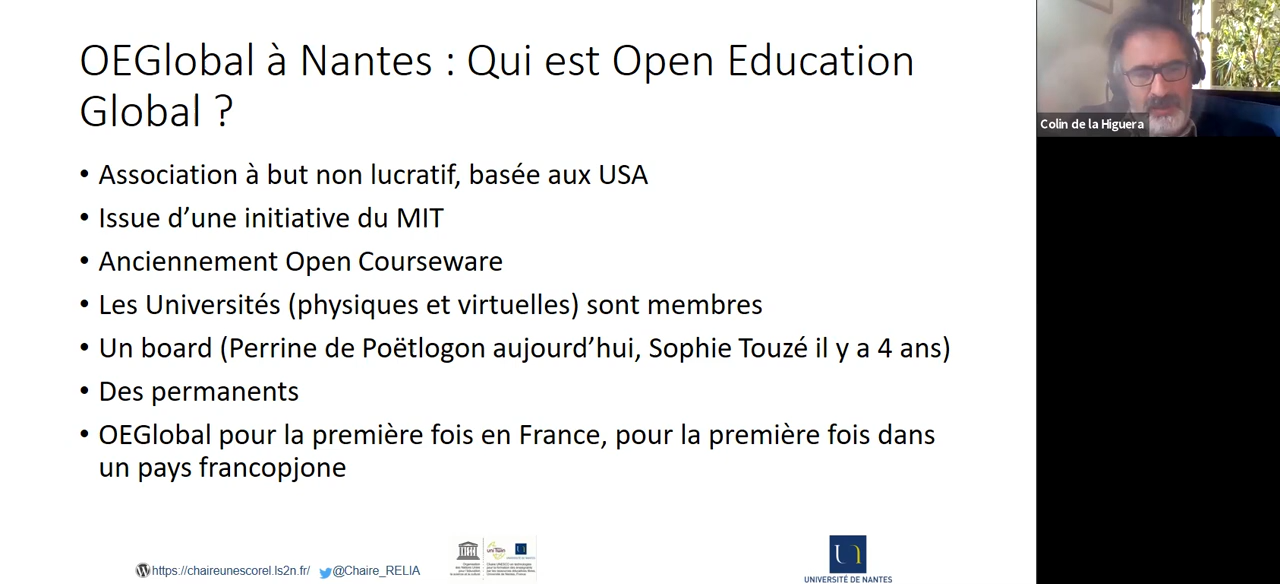 OEGlobal à Nantes : Qui est Open Education
Global ?
• Association à but non lucratif, basée aux USA
• Issue d’une initiative du MIT
• Anciennement Open Courseware
• Les Universités (physiques et virtuelles) sont membres
• Un board (Perrine de Poëtlogon aujourd’hui, Sophie Touzé il y a 4 ans)
• Des permanents
• OEGlobal pour la première fois en France, pour la première fois dans
un pays francopjone
Colin de la Higuera
https://chaireunescorel.ls2n.fr/
@Chaire_RELIA
UNIVERSITÉ DE NANTES